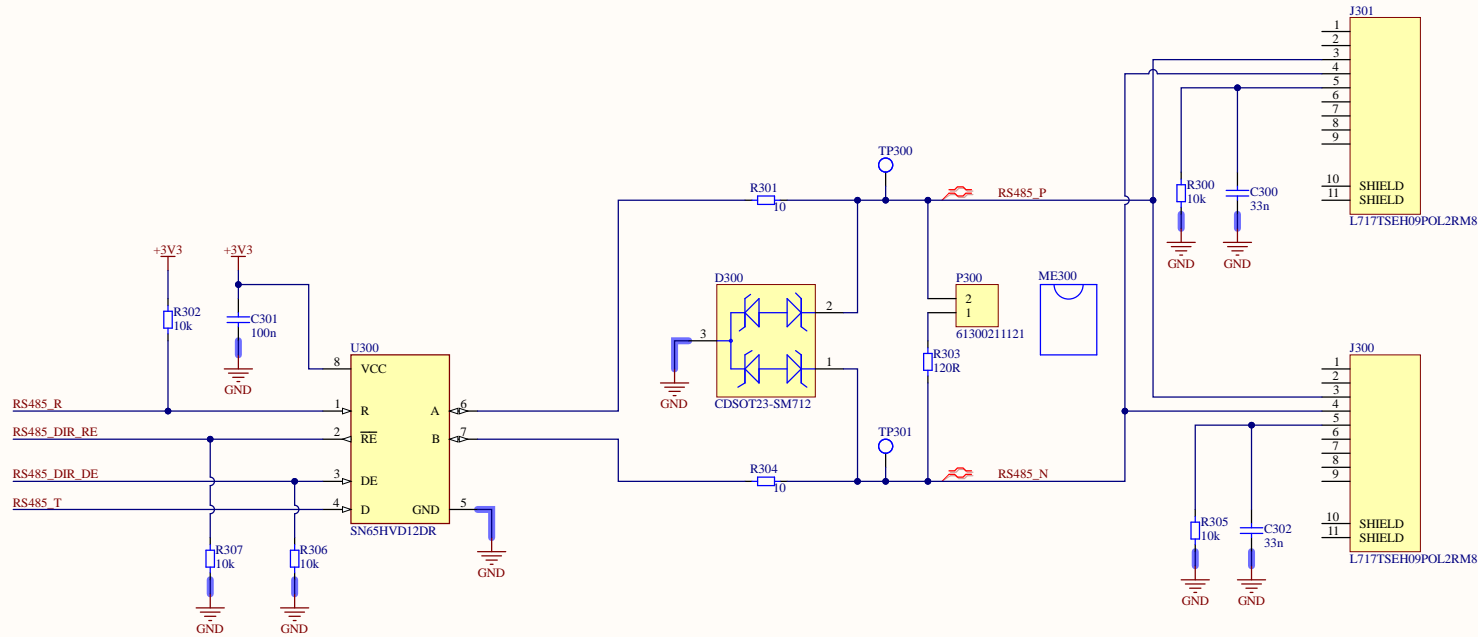 J301
1
2
3
4
5
6
7
8
9
10 SHIELD
11 SHIELD
L717TSEH09POL2RM8
R300
10k
C300
33n
GND
GND
TP300
R301
10
RS485_P
+3V3
+3V3
R302
10k
C301
100n
GND
D300
2
3
1
CDSOT23-SM712
GND
P300
2
1
61300211121
R303
120R
ME300
U300
8 VCC
RS485_R
1 R
A 6
RS485_DIR_RE
2 RE
B 7
RS485_DIR_DE
3 DE
RS485_T
4 D
GND 5
SN65HVD12DR
GND
R307
10k
R306
10k
GND
GND
TP301
R304
10
RS485_N
J300
1
2
3
4
5
6
7
8
9
10 SHIELD
11 SHIELD
L717TSEH09POL2RM8
R305
10k
C302
33n
GND
GND